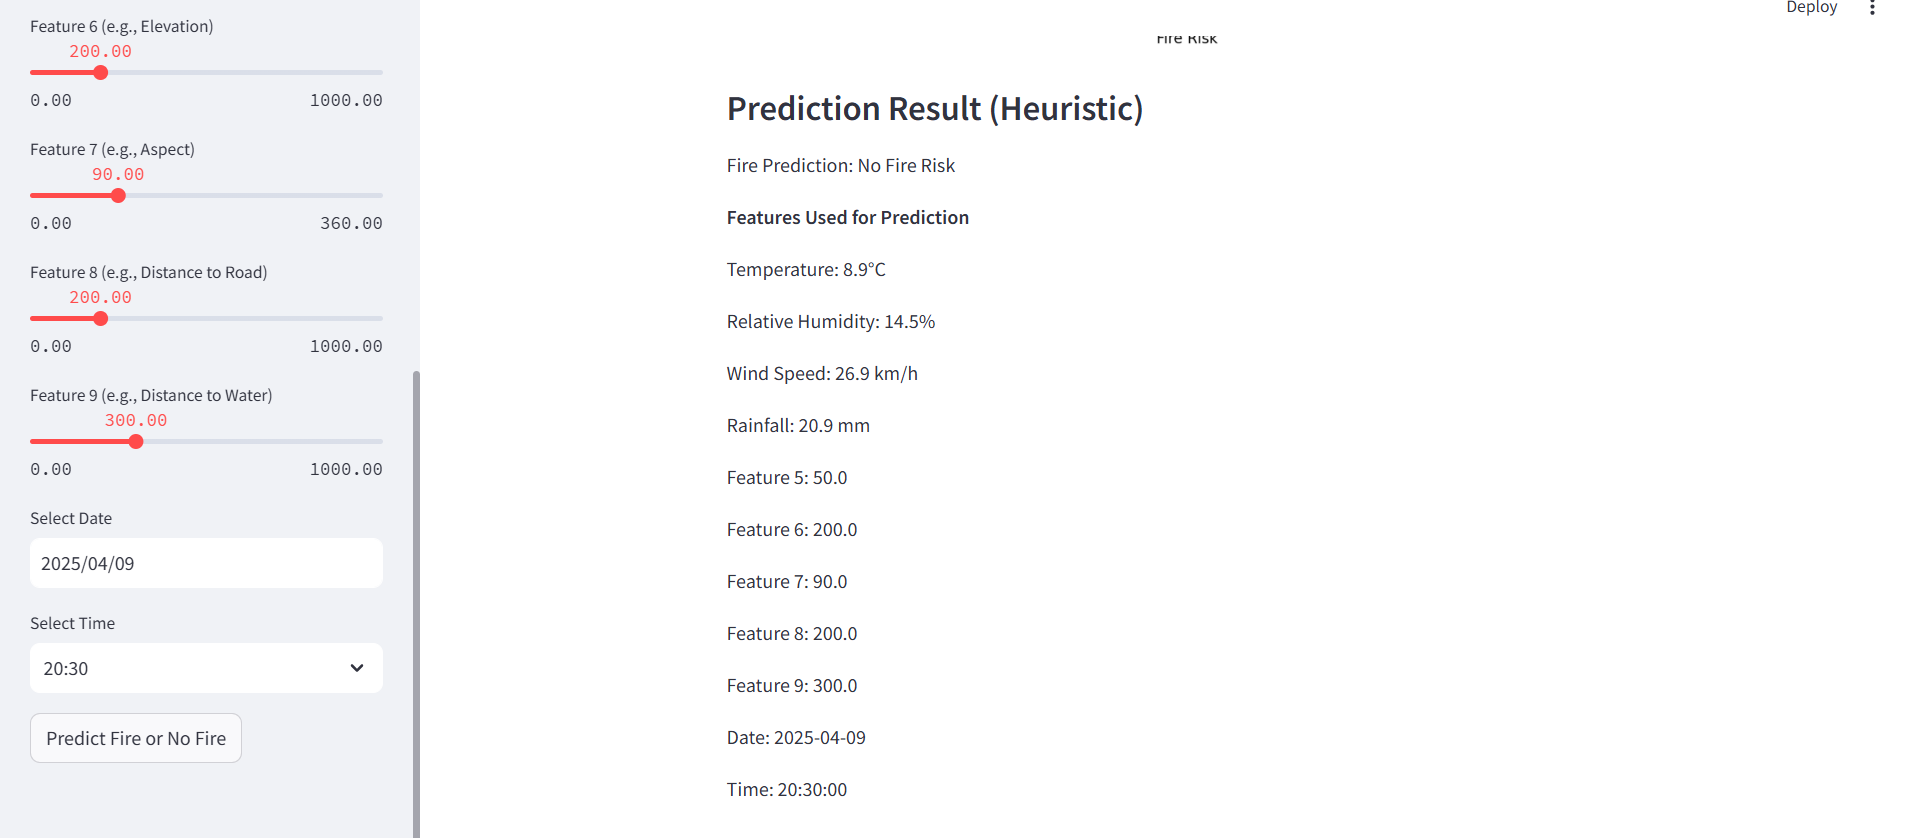 Feature 6 (e.g., Elevation)
200.00
0.00 1000.00
Feature 7 (e.g., Aspect)
90.00
0.00 360.00
Feature 8 (e.g., Distance to Road)
200.00
0.00 1000.00
Feature 9 (e.g., Distance to Water)
300.00
0.00 1000.00
Select Date
2025/04/09
Select Time
20:30
Predict Fire or No Fire
Deploy
Fire Risk
Prediction Result (Heuristic)
Fire Prediction: No Fire Risk
Features Used for Prediction
Temperature: 8.9°C
Relative Humidity: 14.5%
Wind Speed: 26.9 km/h
Rainfall: 20.9 mm
Feature 5: 50.0
Feature 6: 200.0
Feature 7: 90.0
Feature 8: 200.0
Feature 9: 300.0
Date: 2025-04-09
Time: 20:30:00